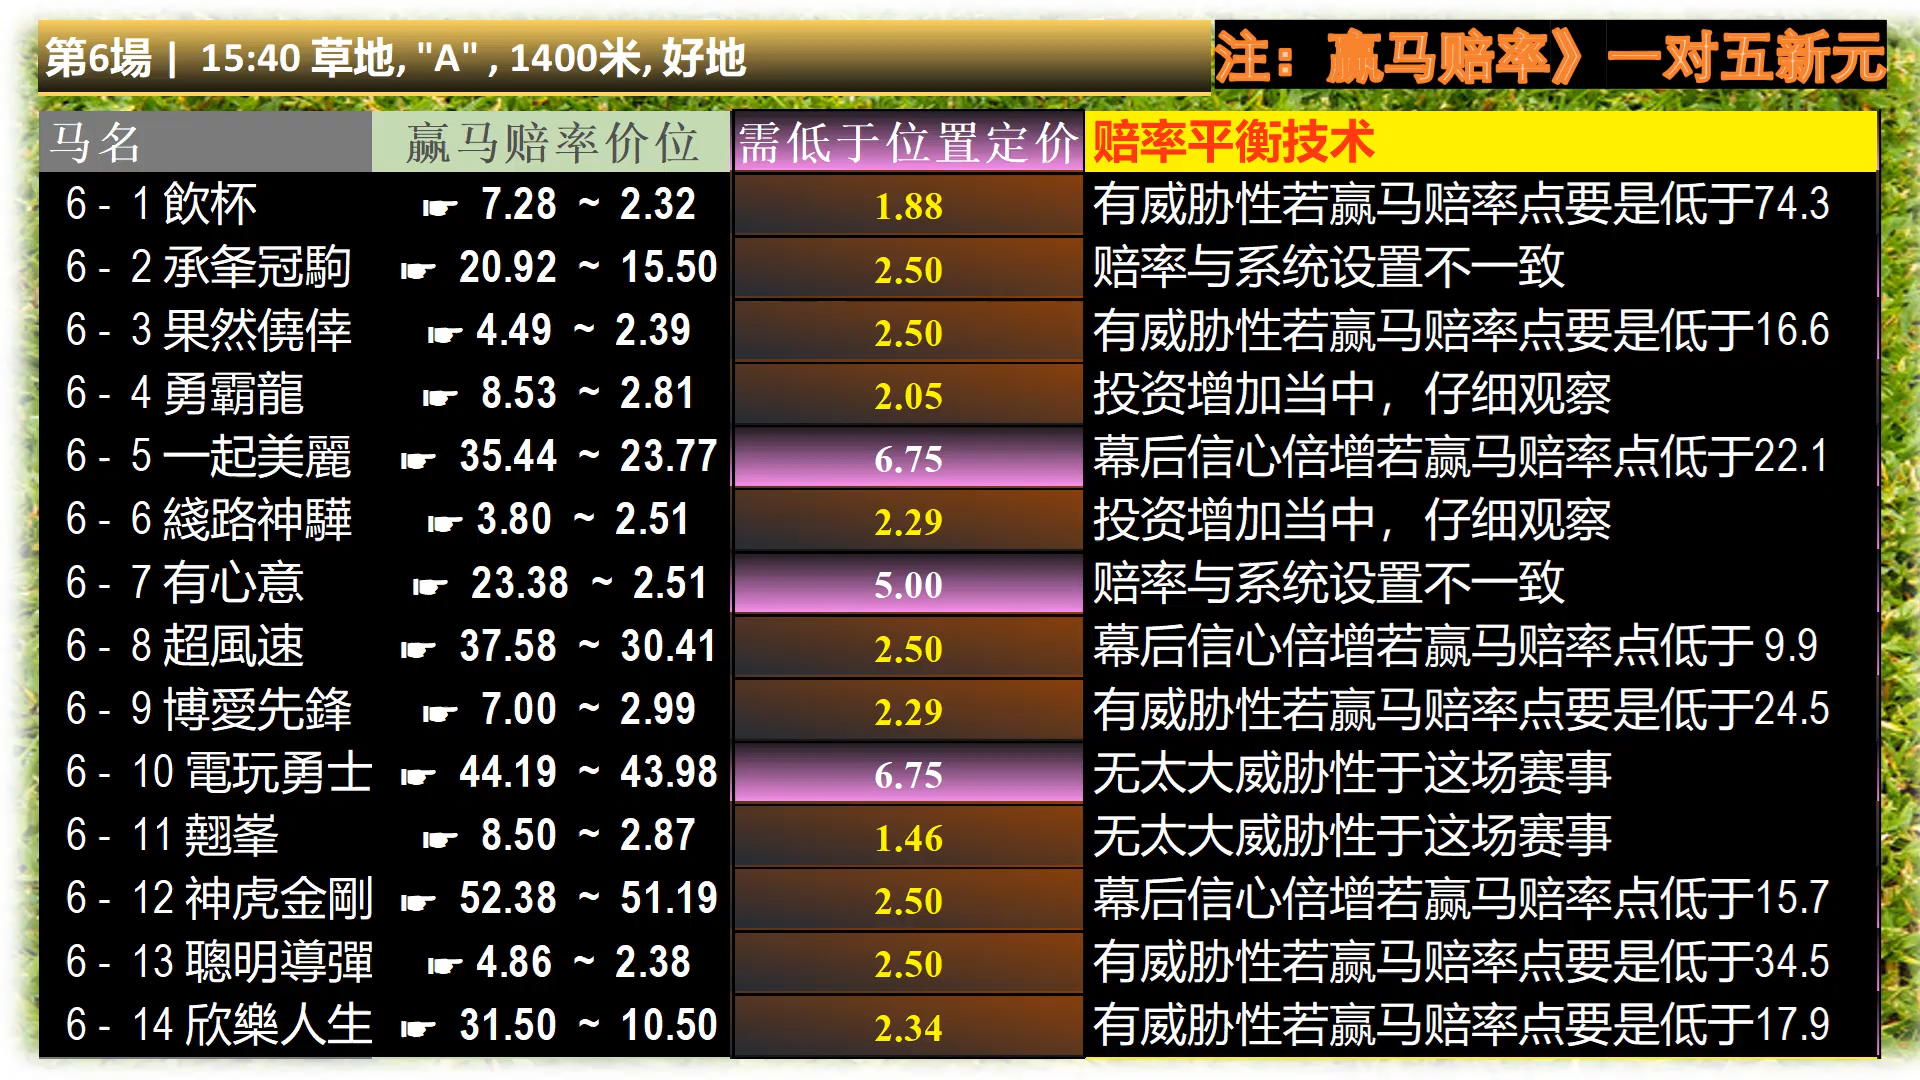 第6場 | 15:40 草地, "A" , 1400米, 好地
注：赢马赔率》一对五新元
马名 赢马赔率价位 需低于位置定价 赔率平衡技术
6 - 1 飲杯 ☛ 7.28 ~ 2.32 1.88 有威胁性若赢马赔率点要是低于74.3
6 - 2 承夆冠駒 ☛ 20.92 ~ 15.50 2.50 赔率与系统设置不一致
6 - 3 果然僥倖 ☛ 4.49 ~ 2.39 2.50 有威胁性若赢马赔率点要是低于16.6
6 - 4 勇霸龍 ☛ 8.53 ~ 2.81 2.05 投资增加当中，仔细观察
6 - 5 一起美麗 ☛ 35.44 ~ 23.77 6.75 幕后信心倍增若赢马赔率点低于22.1
6 - 6 綫路神驊 ☛ 3.80 ~ 2.51 2.29 投资增加当中，仔细观察
6 - 7 有心意 ☛ 23.38 ~ 2.51 5.00 赔率与系统设置不一致
6 - 8 超風速 ☛ 37.58 ~ 30.41 2.50 幕后信心倍增若赢马赔率点低于 9.9
6 - 9 博愛先鋒 ☛ 7.00 ~ 2.99 2.29 有威胁性若赢马赔率点要是低于24.5
6 - 10 電玩勇士 ☛ 44.19 ~ 43.98 6.75 无太大威胁性于这场赛事
6 - 11 翹峯 ☛ 8.50 ~ 2.87 1.46 无太大威胁性于这场赛事
6 - 12 神虎金剛 ☛ 52.38 ~ 51.19 2.50 幕后信心倍增若赢马赔率点低于15.7
6 - 13 聰明導彈 ☛ 4.86 ~ 2.38 2.50 有威胁性若赢马赔率点要是低于34.5
6 - 14 欣樂人生 ☛ 31.50 ~ 10.50 2.34 有威胁性若赢马赔率点要是低于17.9